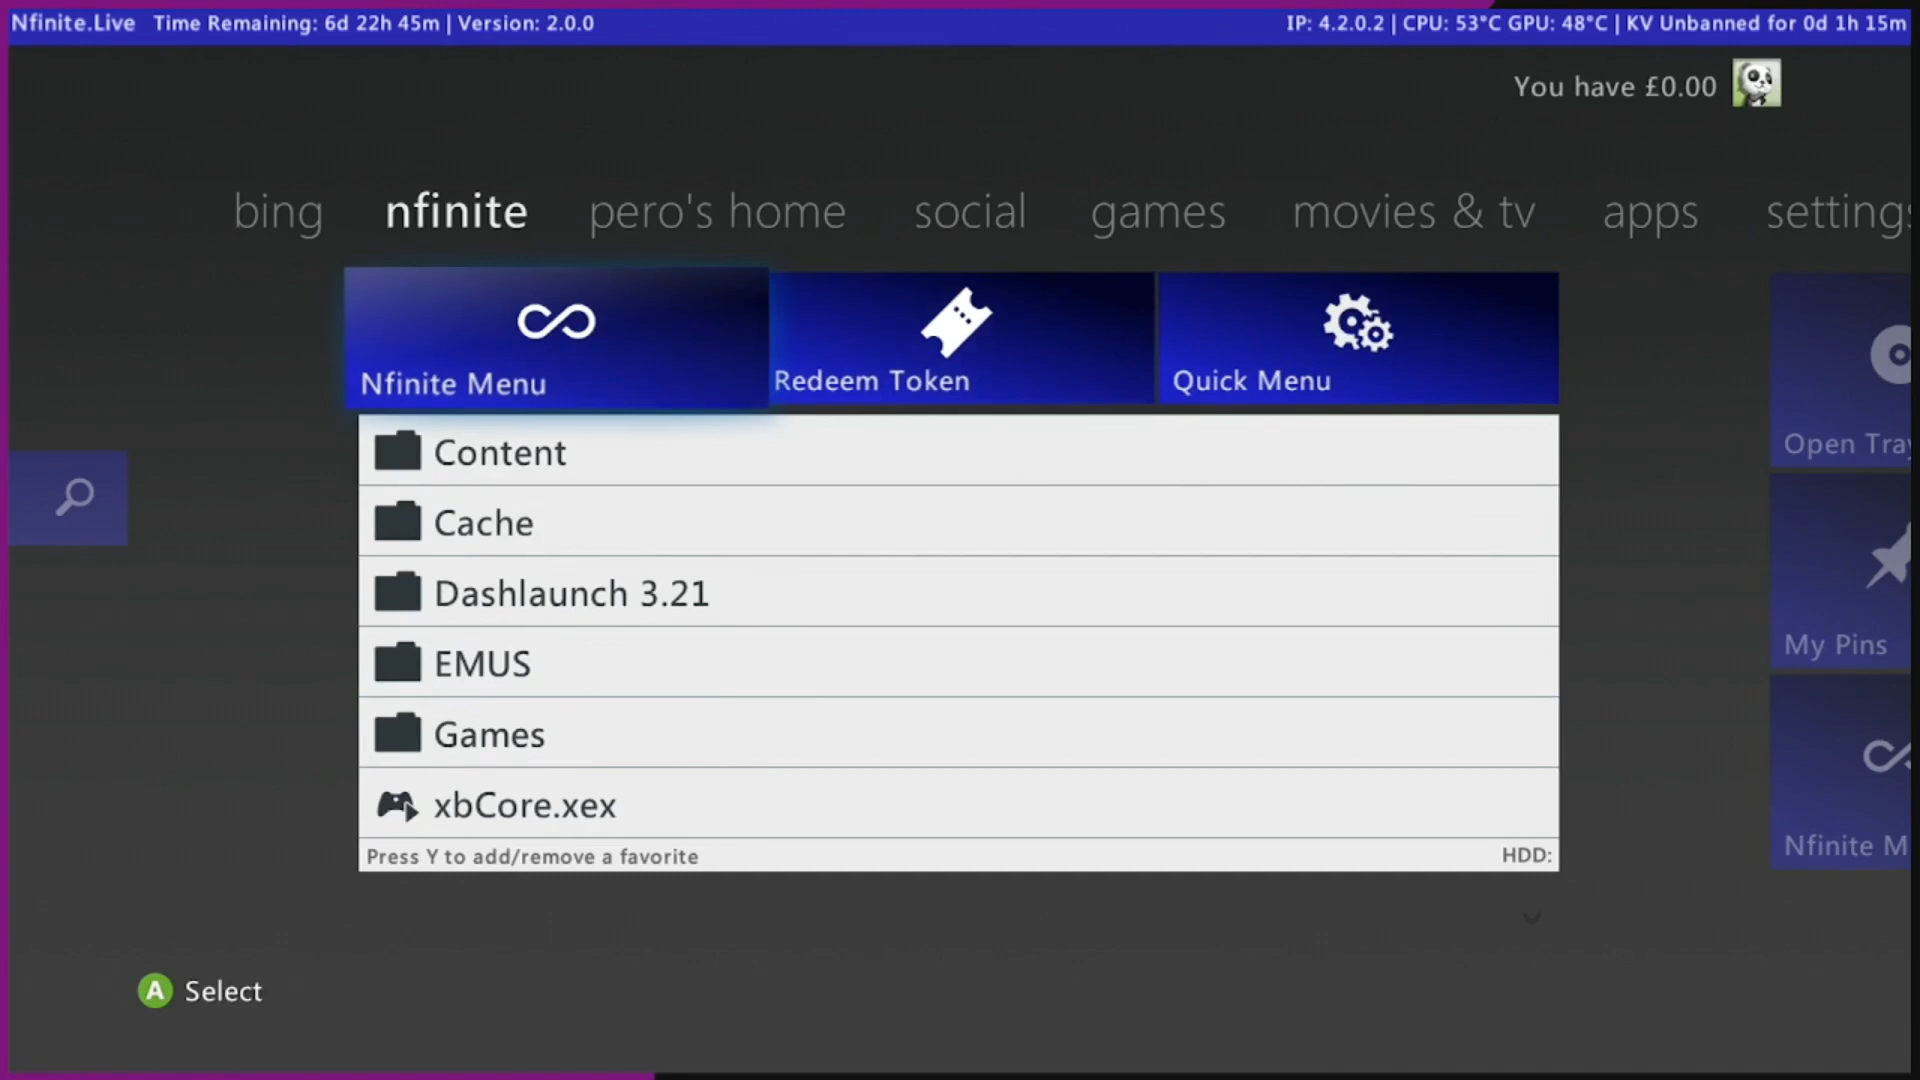 Nfinite.Live Time Remaining: 6d 22h 45m | Version: 2.0.0
IP: 4.2.0.2 | CPU: 53°C GPU: 48°C | KV Unbanned for 0d 1h 15m
You have £0.00
bing nfinite pero's home social games movies & tv apps settings
Nfinite Menu
Redeem Token
Quick Menu
Content
Cache
Dashlaunch 3.21
EMUS
Games
xbCore.xex
Press Y to add/remove a favorite
HDD:
Open Tray
My Pins
Nfinite M
A Select